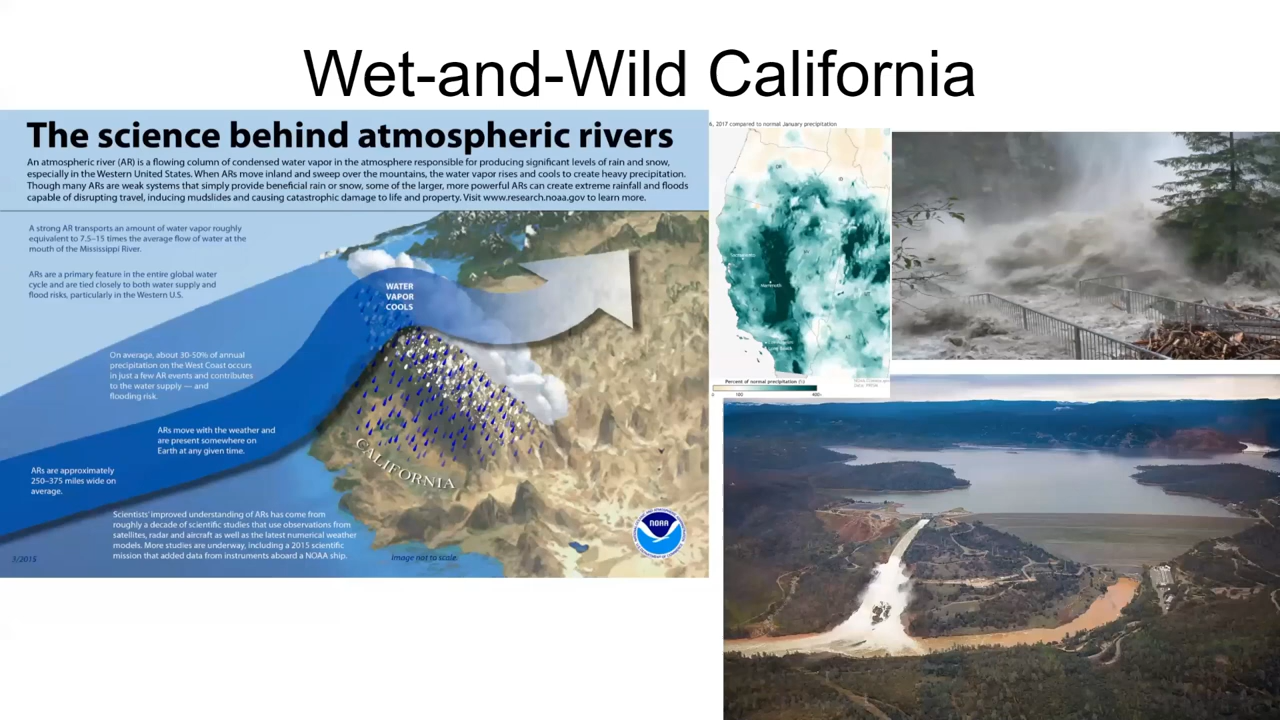 Wet-and-Wild California
The science behind atmospheric rivers
An atmospheric river (AR) is a flowing column of condensed water vapor in the atmosphere responsible for producing significant levels of rain and snow,
especially in the Western United States. When ARs move inland and sweep over the mountains, the water vapor rises and cools to create heavy precipitation.
Though many ARs are weak systems that simply provide beneficial rain or snow, some of the larger, more powerful ARs can create extreme rainfall and floods
capable of disrupting travel, inducing mudslides and causing catastrophic damage to life and property. Visit www.research.noaa.gov to learn more.
A strong AR transports an amount of water vapor roughly
equivalent to 7.5–15 times the average flow of water at the
mouth of the Mississippi River.
ARs are a primary feature in the entire global water
cycle and are tied closely to both water supply and
flood risks, particularly in the Western U.S.
WATER
VAPOR
COOLS
On average, about 30-50% of annual
precipitation on the West Coast occurs
in just a few AR events and contributes
to the water supply — and
flooding risk.
ARs move with the weather and
are present somewhere on
Earth at any given time.
ARs are approximately
250–375 miles wide on
average.
CALIFORNIA
Scientists' improved understanding of ARs has come from
roughly a decade of scientific studies that use observations from
satellites, radar and aircraft as well as the latest numerical weather
models. More studies are underway, including a 2015 scientific
mission that added data from instruments aboard a NOAA ship.
3/2015
Image not to scale.
NOAA
, 2017 compared to normal January precipitation
OR
ID
Sacramento
Mammoth
AZ
Percent of normal precipitation (%)
0 100 400+